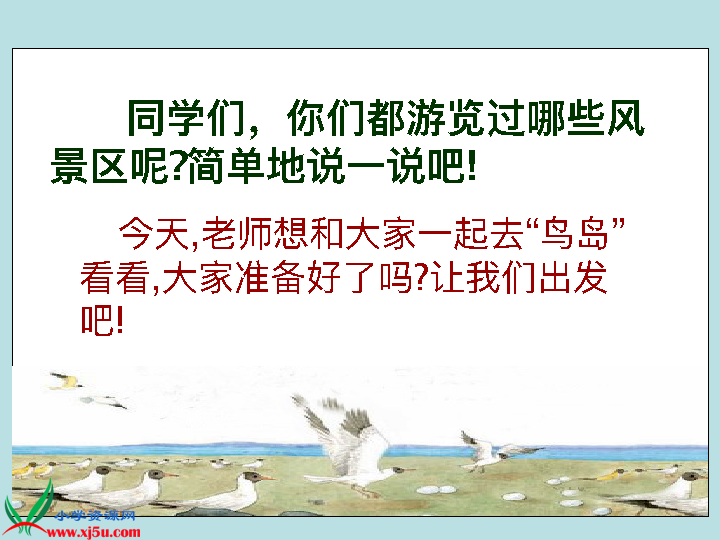 同学们，你们都游览过哪些风
景区呢?简单地说一说吧!
今天,老师想和大家一起去“鸟岛”
看看,大家准备好了吗?让我们出发
吧!
小学资源网
www.xj5u.com